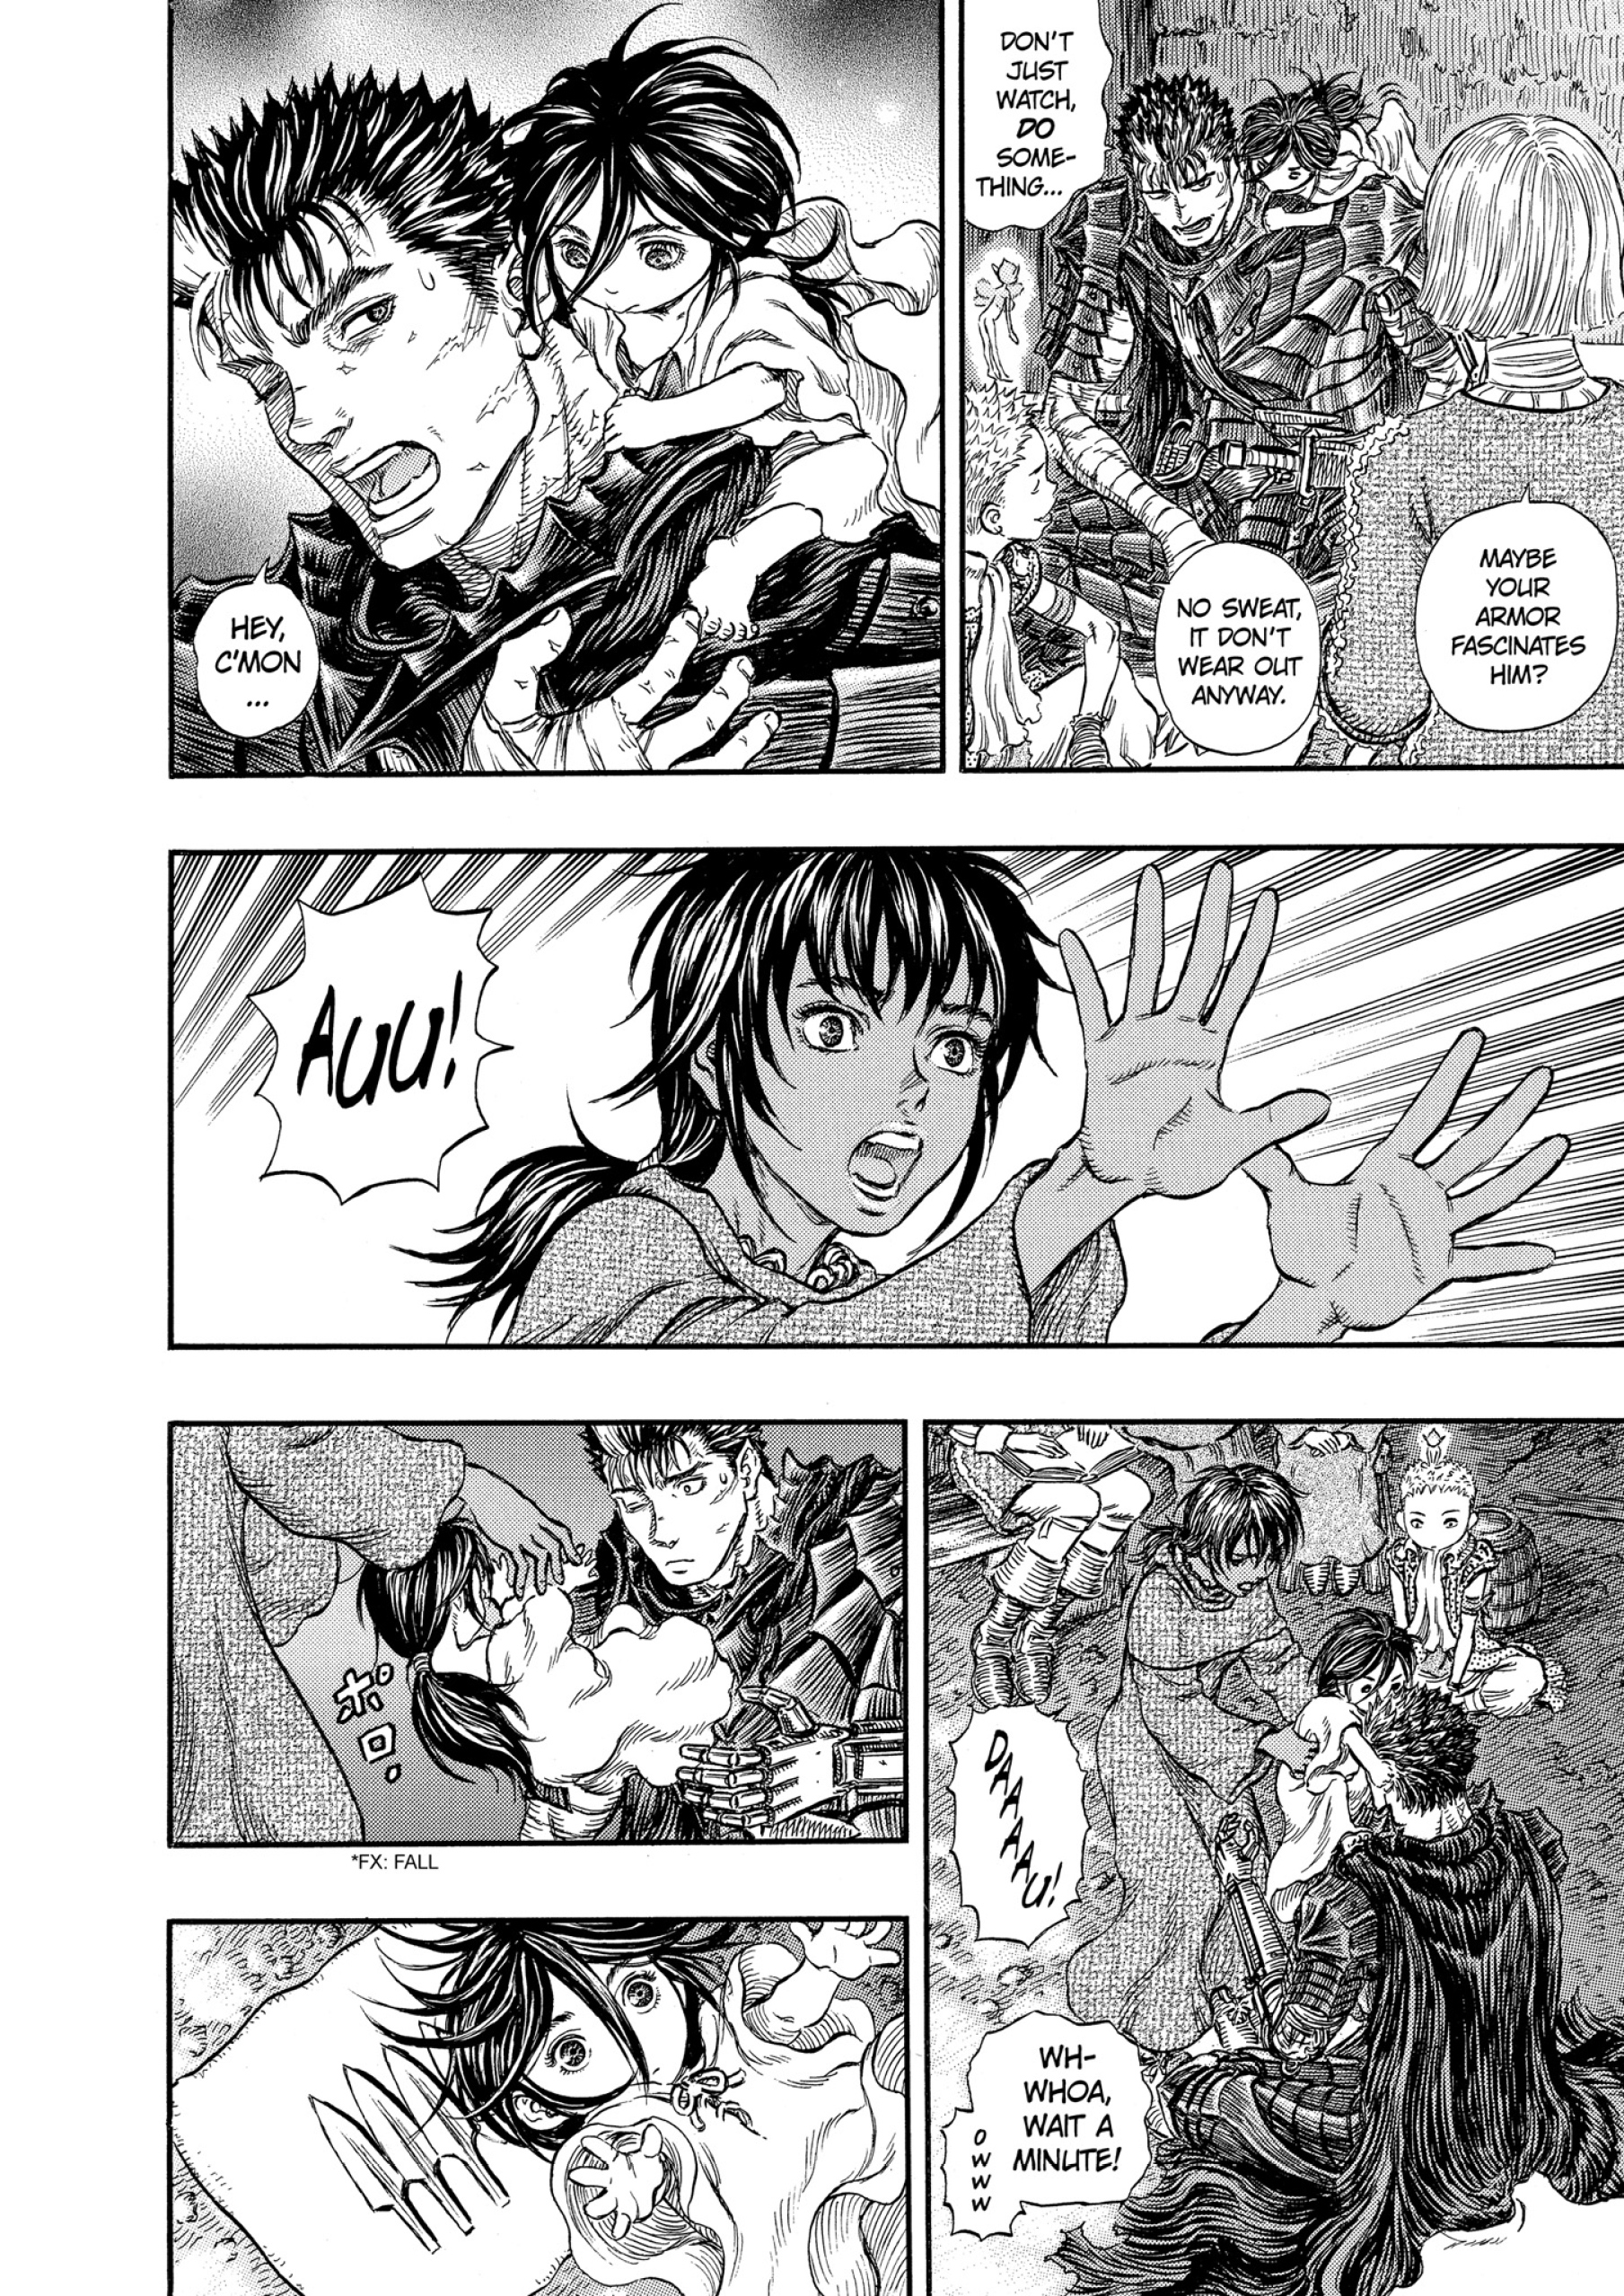 DON'T
JUST
WATCH,
DO
SOME-
THING...
MAYBE
YOUR
ARMOR
FASCINATES
HIM?
NO SWEAT,
IT DON'T
WEAR OUT
ANYWAY.
HEY,
C'MON
...
AUU!
DAAAAU!
WH-
WHOA,
WAIT A
MINUTE!
OWWW
ポロ。
*FX: FALL